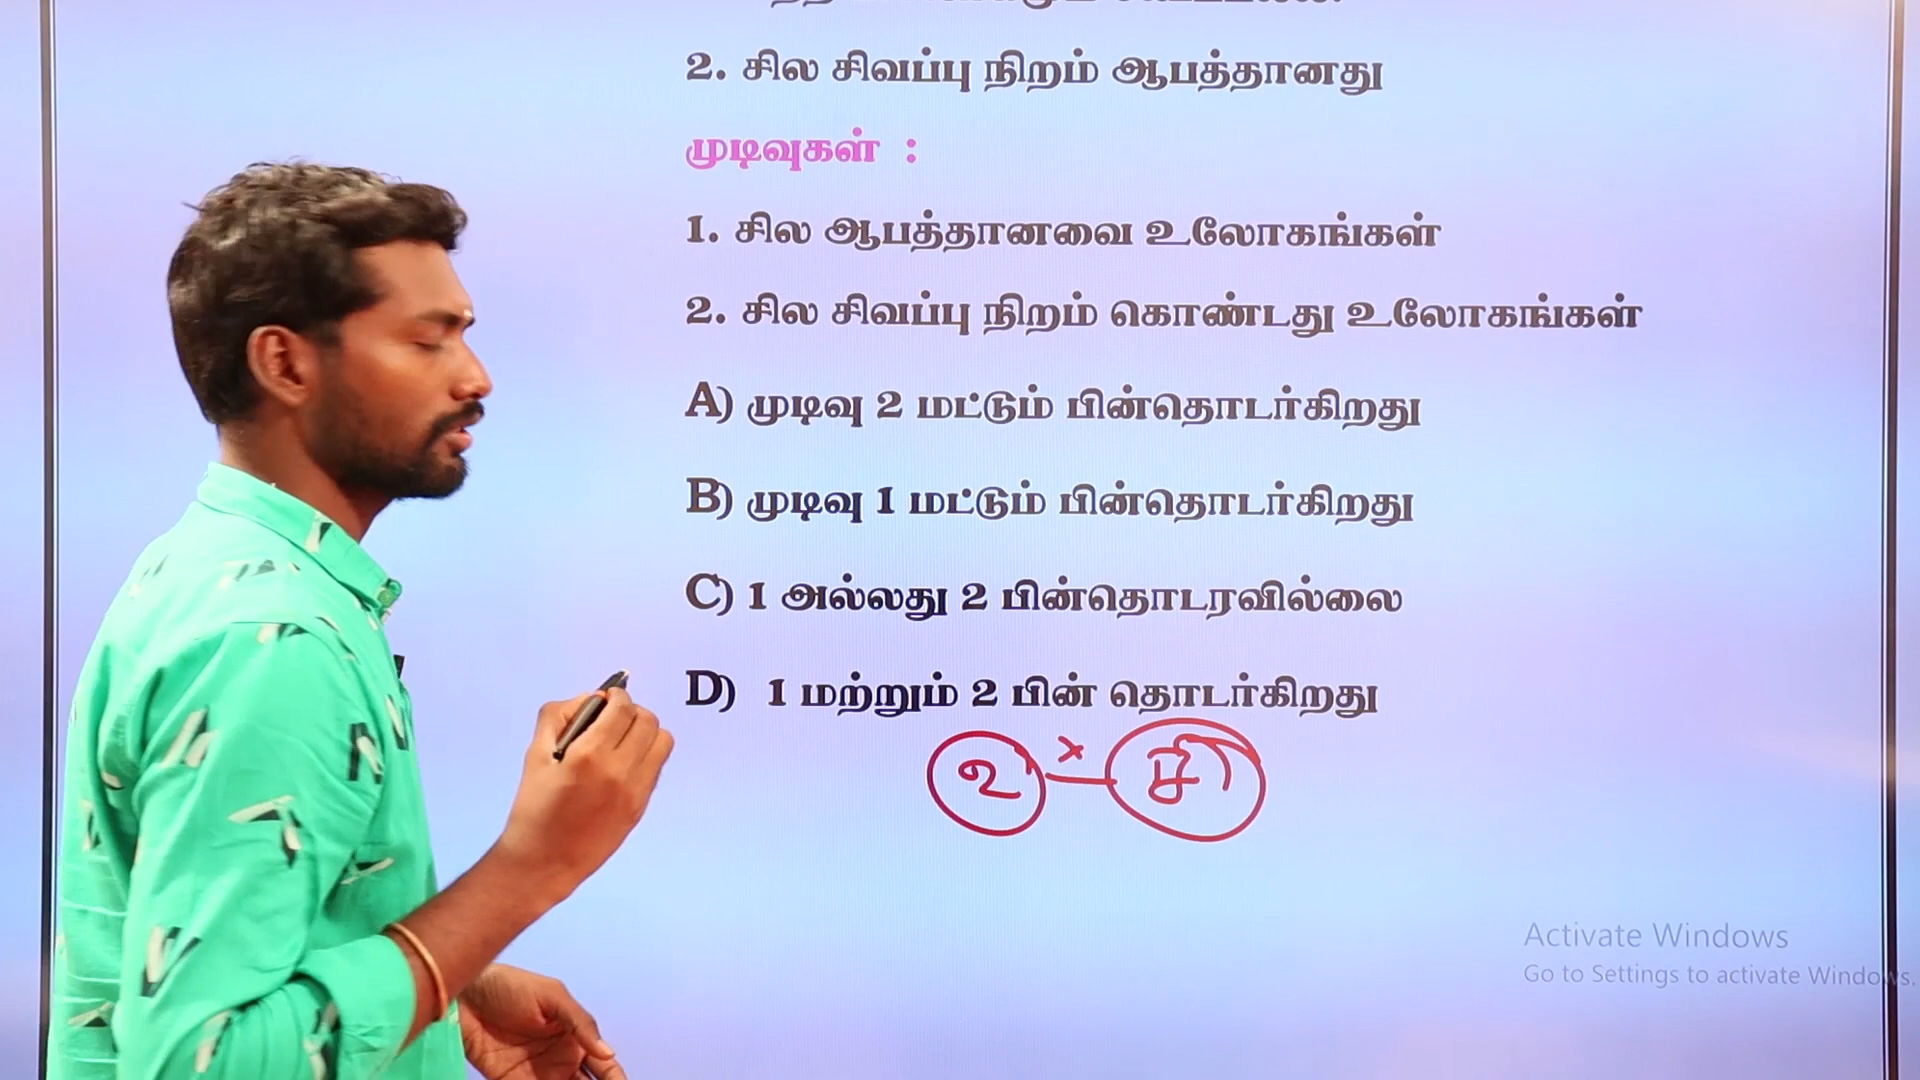 2. சில சிவப்பு நிறம் ஆபத்தானது
முடிவுகள் :
1. சில ஆபத்தானவை உலோகங்கள்
2. சில சிவப்பு நிறம் கொண்டது உலோகங்கள்
A) முடிவு 2 மட்டும் பின்தொடர்கிறது
B) முடிவு 1 மட்டும் பின்தொடர்கிறது
C) 1 அல்லது 2 பின்தொடரவில்லை
D) 1 மற்றும் 2 பின் தொடர்கிறது
உ x சி
Activate Windows
Go to Settings to activate Windows.